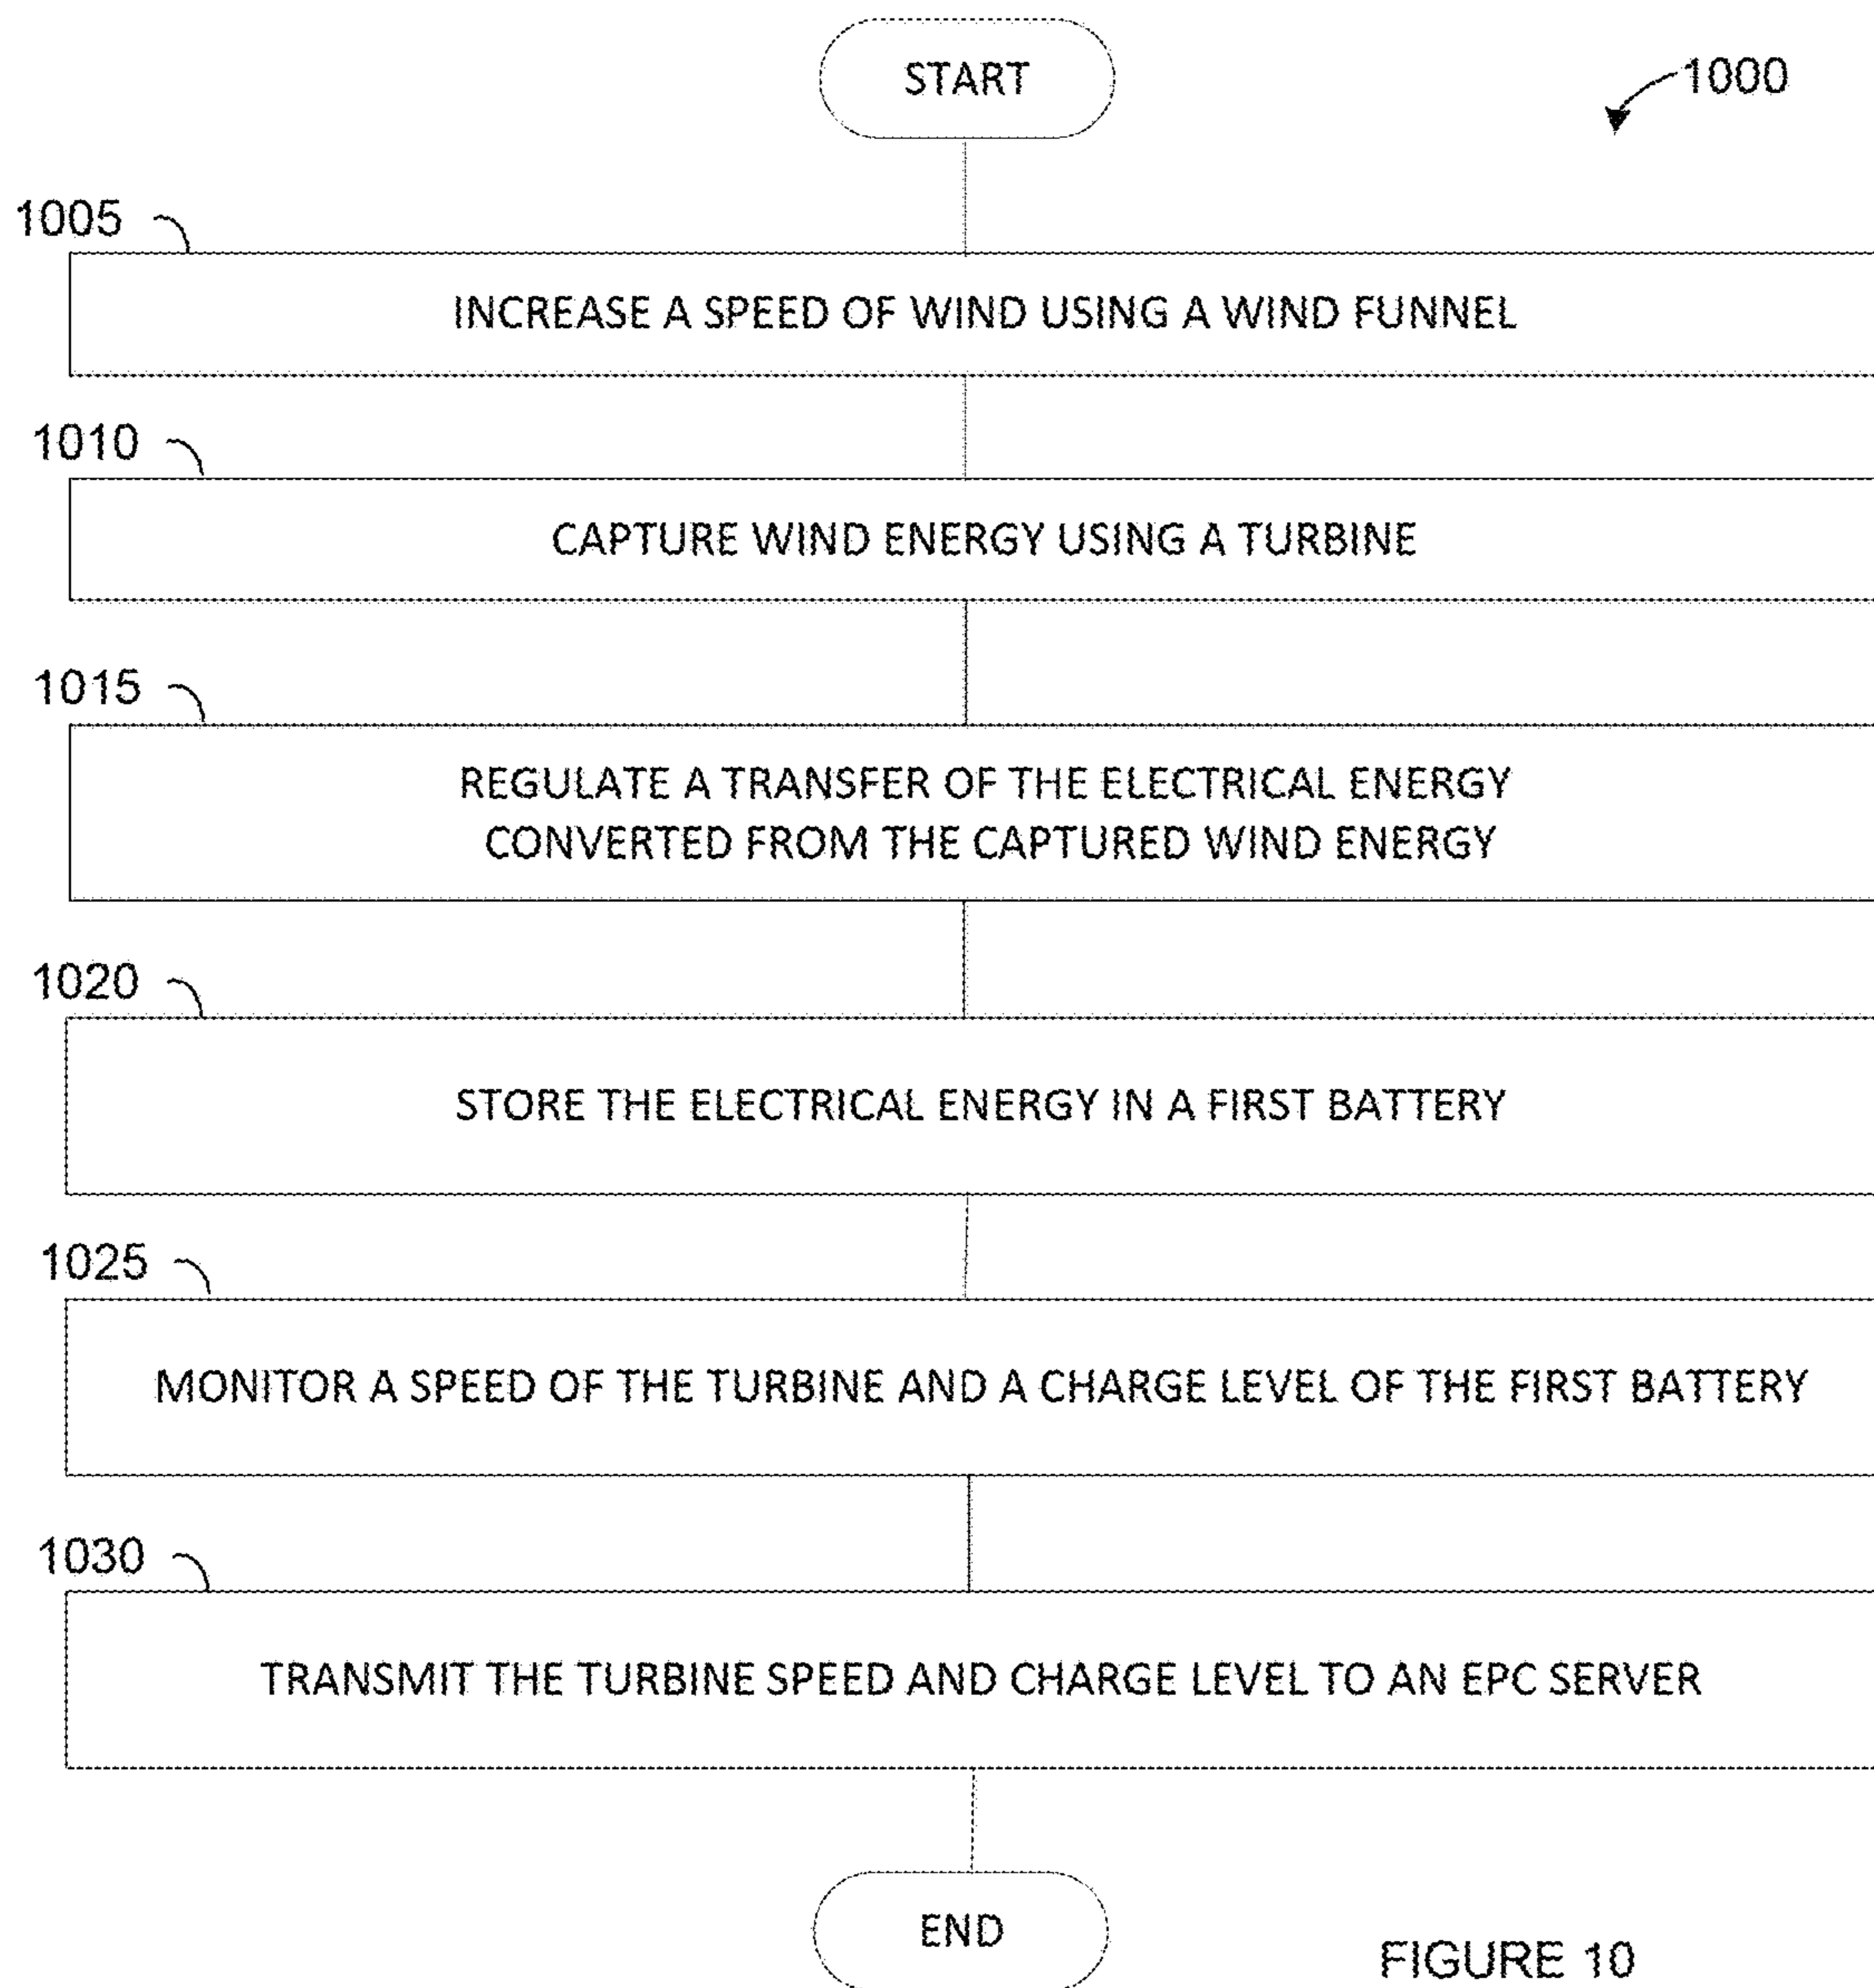 START
1000
1005
INCREASE A SPEED OF WIND USING A WIND FUNNEL
1010
CAPTURE WIND ENERGY USING A TURBINE
1015
REGULATE A TRANSFER OF THE ELECTRICAL ENERGY
CONVERTED FROM THE CAPTURED WIND ENERGY
1020
STORE THE ELECTRICAL ENERGY IN A FIRST BATTERY
1025
MONITOR A SPEED OF THE TURBINE AND A CHARGE LEVEL OF THE FIRST BATTERY
1030
TRANSMIT THE TURBINE SPEED AND CHARGE LEVEL TO AN EPC SERVER
END
FIGURE 10